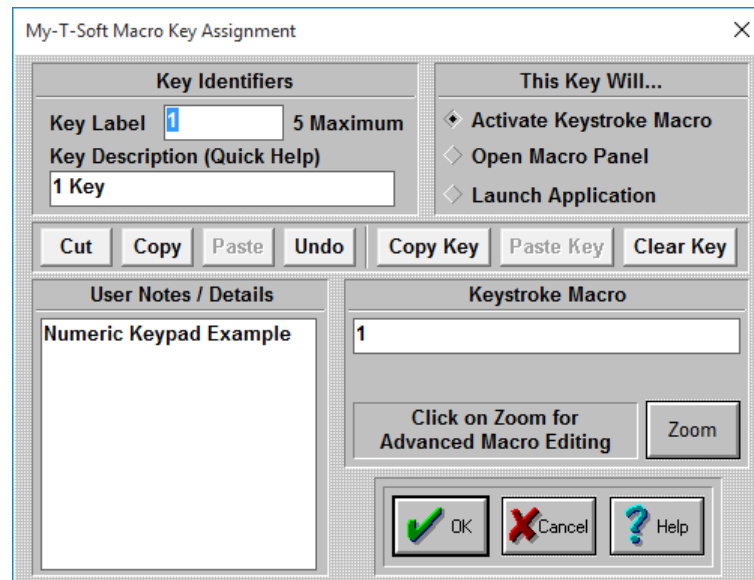 My-T-Soft Macro Key Assignment
Key Identifiers
Key Label 1 5 Maximum
Key Description (Quick Help)
1 Key
This Key Will...
Activate Keystroke Macro
Open Macro Panel
Launch Application
Cut Copy Paste Undo Copy Key Paste Key Clear Key
User Notes / Details
Numeric Keypad Example
Keystroke Macro
1
Click on Zoom for
Advanced Macro Editing
Zoom
OK Cancel Help